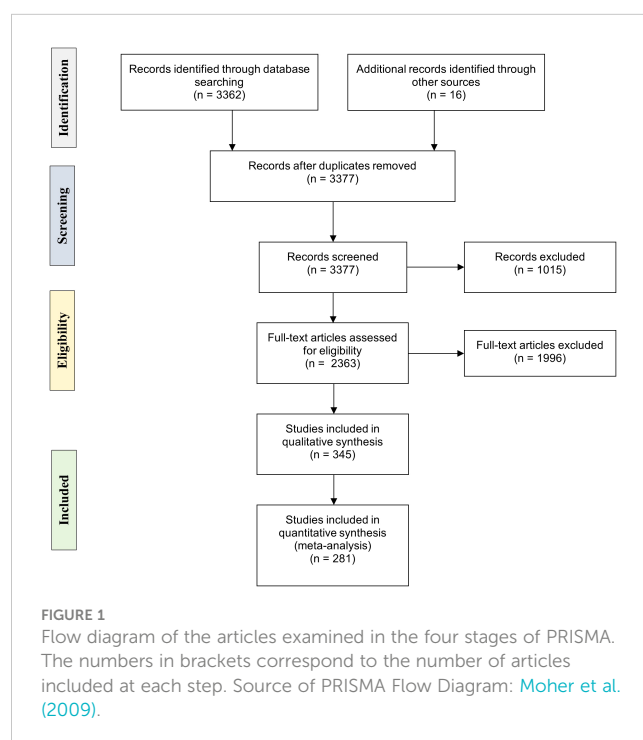 Identification
Records identified through database
searching
(n = 3362)
Additional records identified through
other sources
(n = 16)
Records after duplicates removed
(n = 3377)
Screening
Records screened
(n = 3377)
Records excluded
(n = 1015)
Eligibility
Full-text articles assessed
for eligibility
(n = 2363)
Full-text articles excluded
(n = 1996)
Included
Studies included in
qualitative synthesis
(n = 345)
Studies included in
quantitative synthesis
(meta-analysis)
(n = 281)
FIGURE 1
Flow diagram of the articles examined in the four stages of PRISMA.
The numbers in brackets correspond to the number of articles
included at each step. Source of PRISMA Flow Diagram: Moher et al.
(2009).